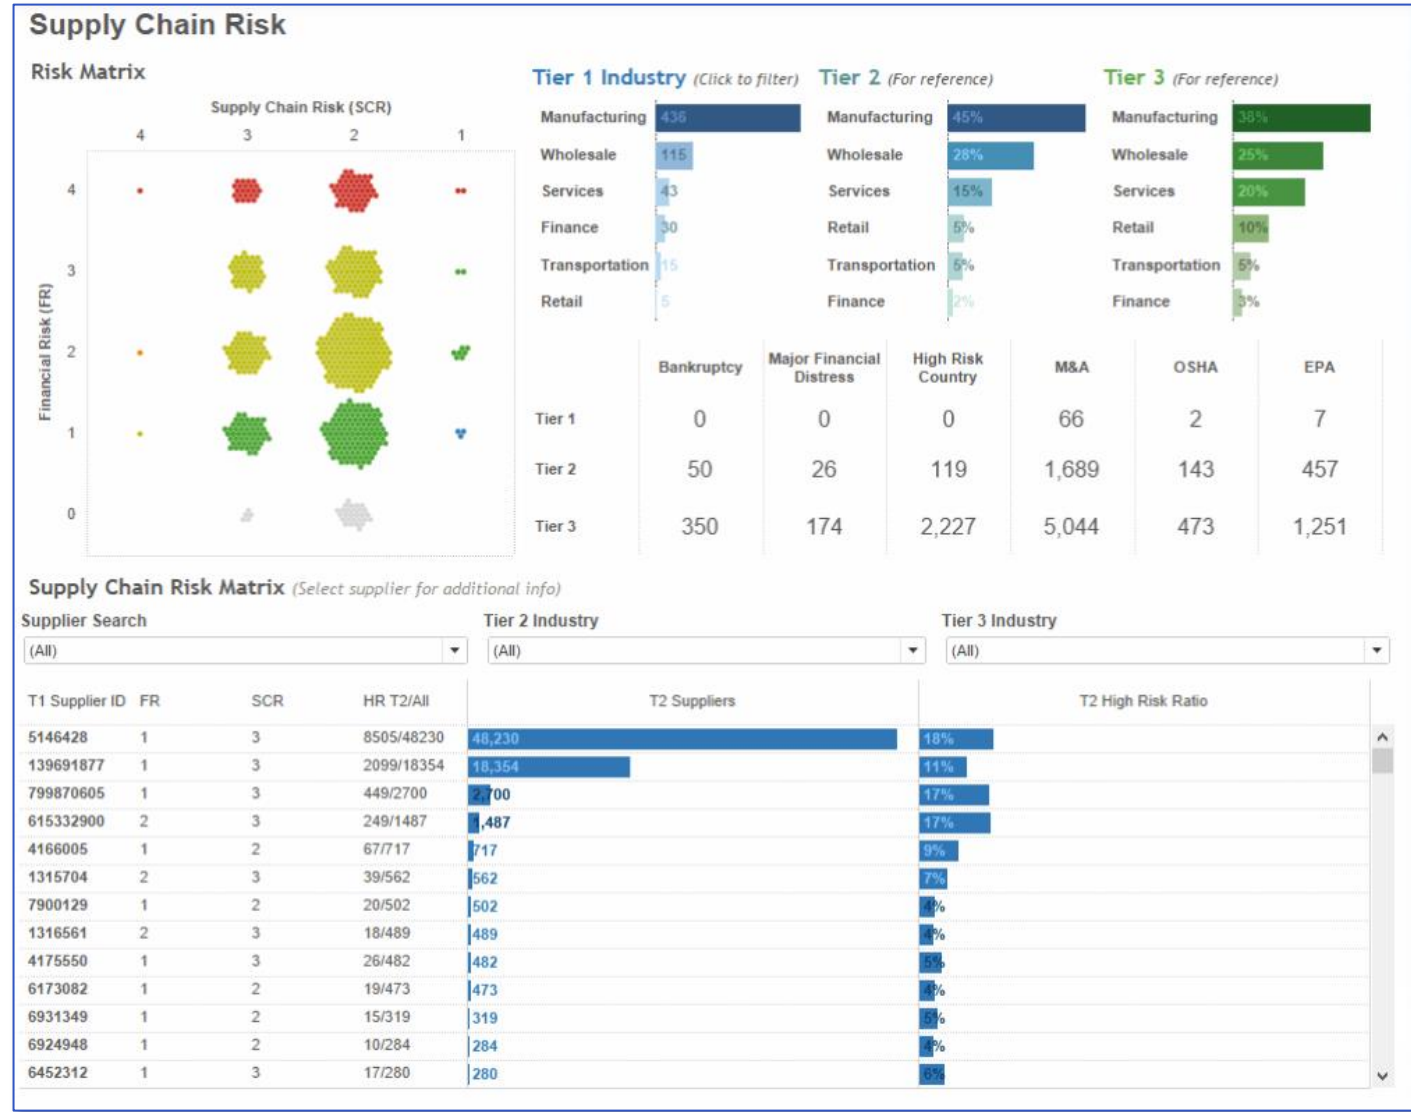 Supply Chain Risk
Risk Matrix
Supply Chain Risk (SCR)
4 3 2 1
Financial Risk (FR)
4
3
2
1
0
Tier 1 Industry (Click to filter)
Manufacturing 436
Wholesale 115
Services 43
Finance 30
Transportation 15
Retail 5
Tier 2 (For reference)
Manufacturing 45%
Wholesale 28%
Services 15%
Retail 5%
Transportation 5%
Finance 2%
Tier 3 (For reference)
Manufacturing 36%
Wholesale 25%
Services 20%
Retail 10%
Transportation 5%
Finance 3%
Bankruptcy Major Financial Distress High Risk Country M&A OSHA EPA
Tier 1 0 0 0 66 2 7
Tier 2 50 26 119 1,689 143 457
Tier 3 350 174 2,227 5,044 473 1,251
Supply Chain Risk Matrix (Select supplier for additional info)
Supplier Search Tier 2 Industry Tier 3 Industry
(All) (All) (All)
T1 Supplier ID FR SCR HR T2/All T2 Suppliers T2 High Risk Ratio
5146428 1 3 8505/48230 48,230 18%
139691877 1 3 2099/18354 18,354 11%
799870605 1 3 449/2700 2,700 17%
615332900 2 3 249/1487 1,487 17%
4166005 1 2 67/717 717 9%
1315704 2 3 39/562 562 7%
7900129 1 2 20/502 502 4%
1316561 2 3 18/489 489 4%
4175550 1 3 26/482 482 5%
6173082 1 2 19/473 473 4%
6931349 1 2 15/319 319 5%
6924948 1 2 10/284 284 4%
6452312 1 3 17/280 280 6%